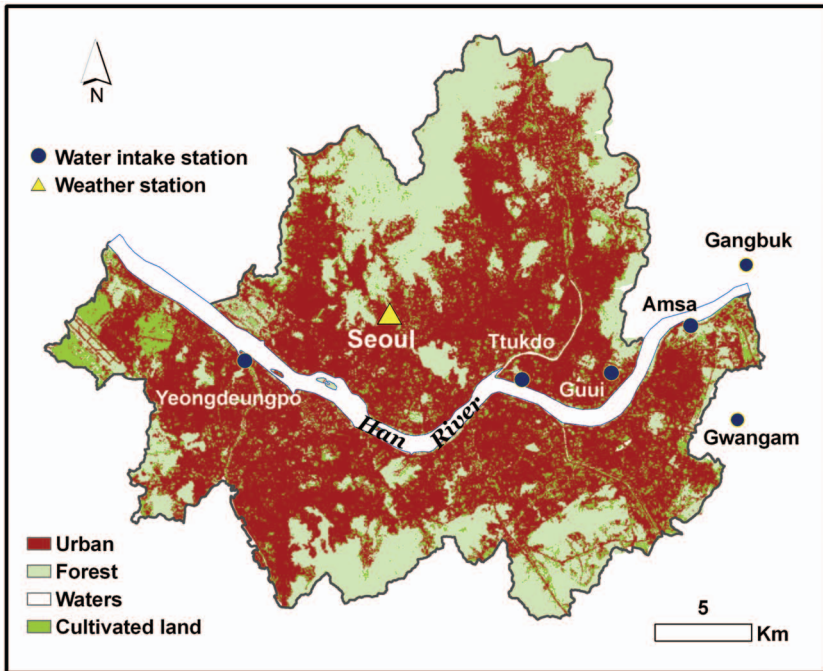 N
Water intake station
Weather station
Gangbuk
Amsa
Seoul
Ttukdo
Guui
Yeongdeungpo
Han River
Gwangam
Urban
Forest
Waters
Cultivated land
5
Km